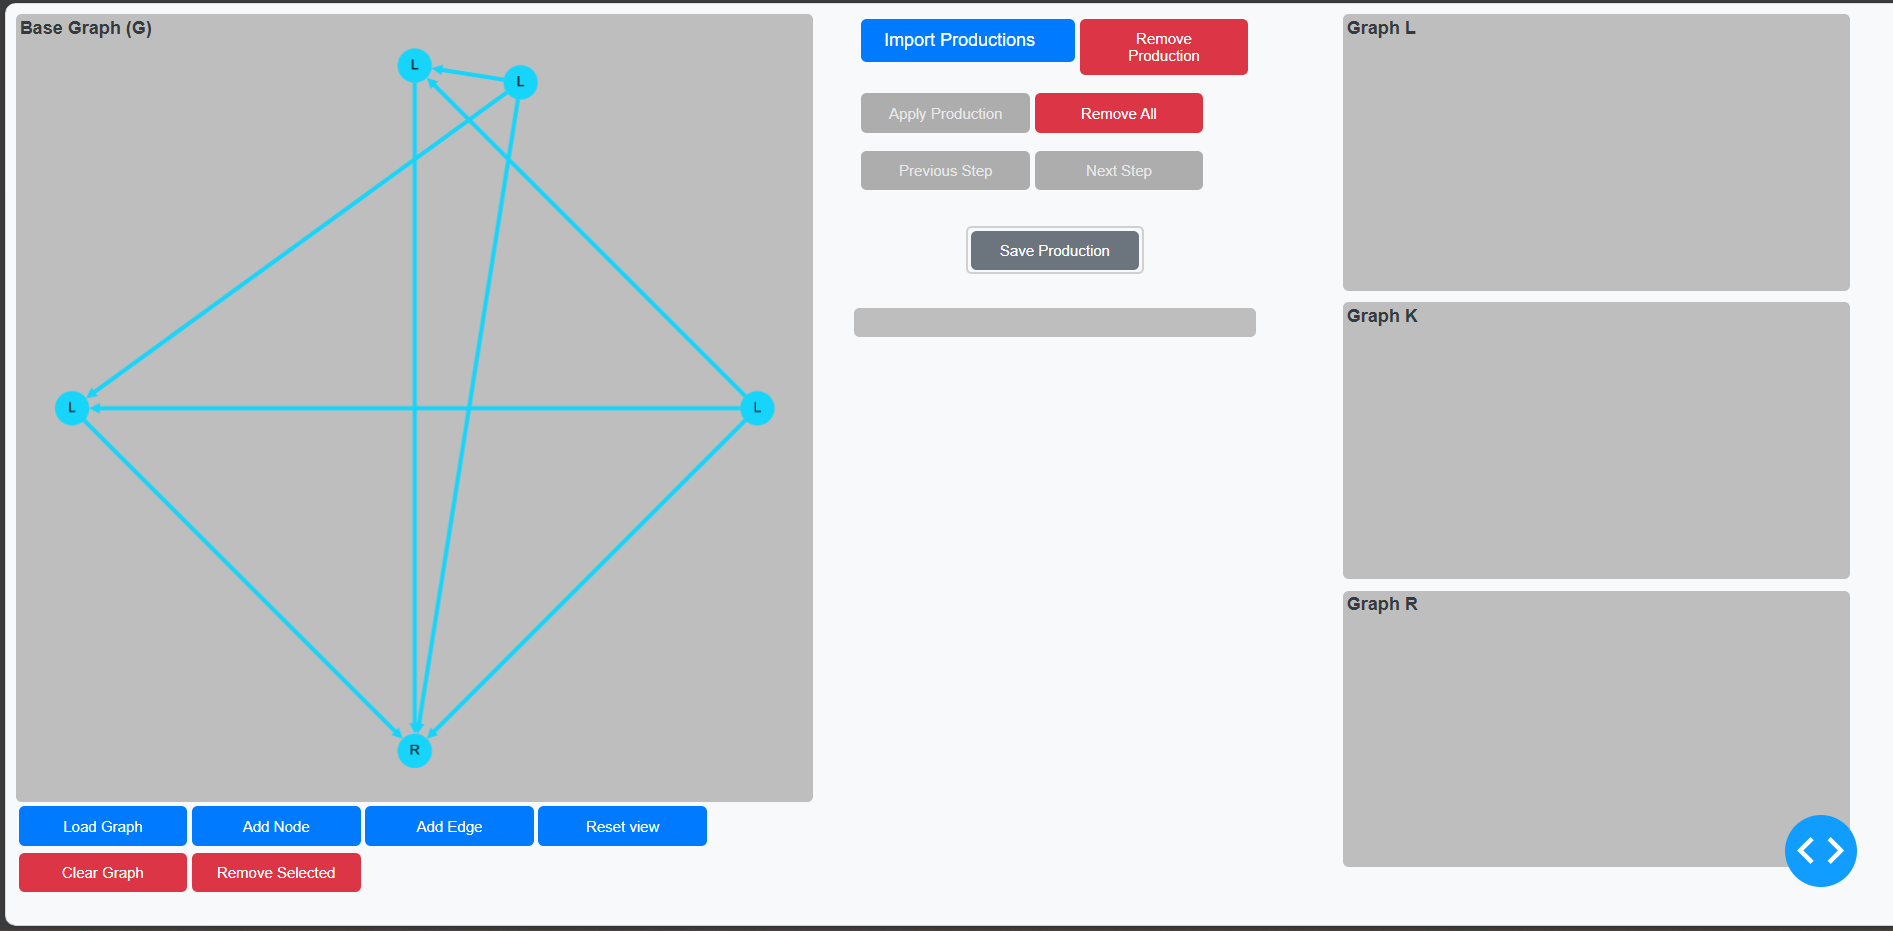 Base Graph (G)
L
L
L
L
R
Load Graph
Add Node
Add Edge
Reset view
Clear Graph
Remove Selected
Import Productions
Remove
Production
Apply Production
Remove All
Previous Step
Next Step
Save Production
Graph L
Graph K
Graph R